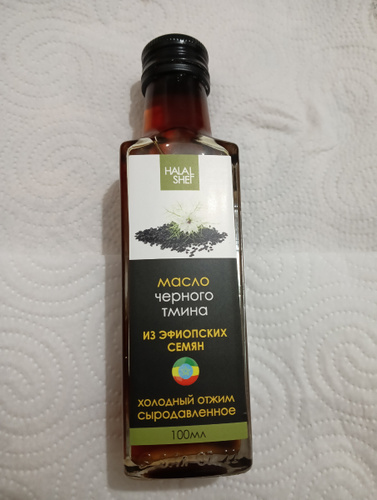 HALAL
SHEF
масло
черного
тмина
ИЗ ЭФИОПСКИХ
СЕМЯН
ХОЛОДНЫЙ ОТЖИМ
СЫРОДАВЛЕННОЕ
100МЛ